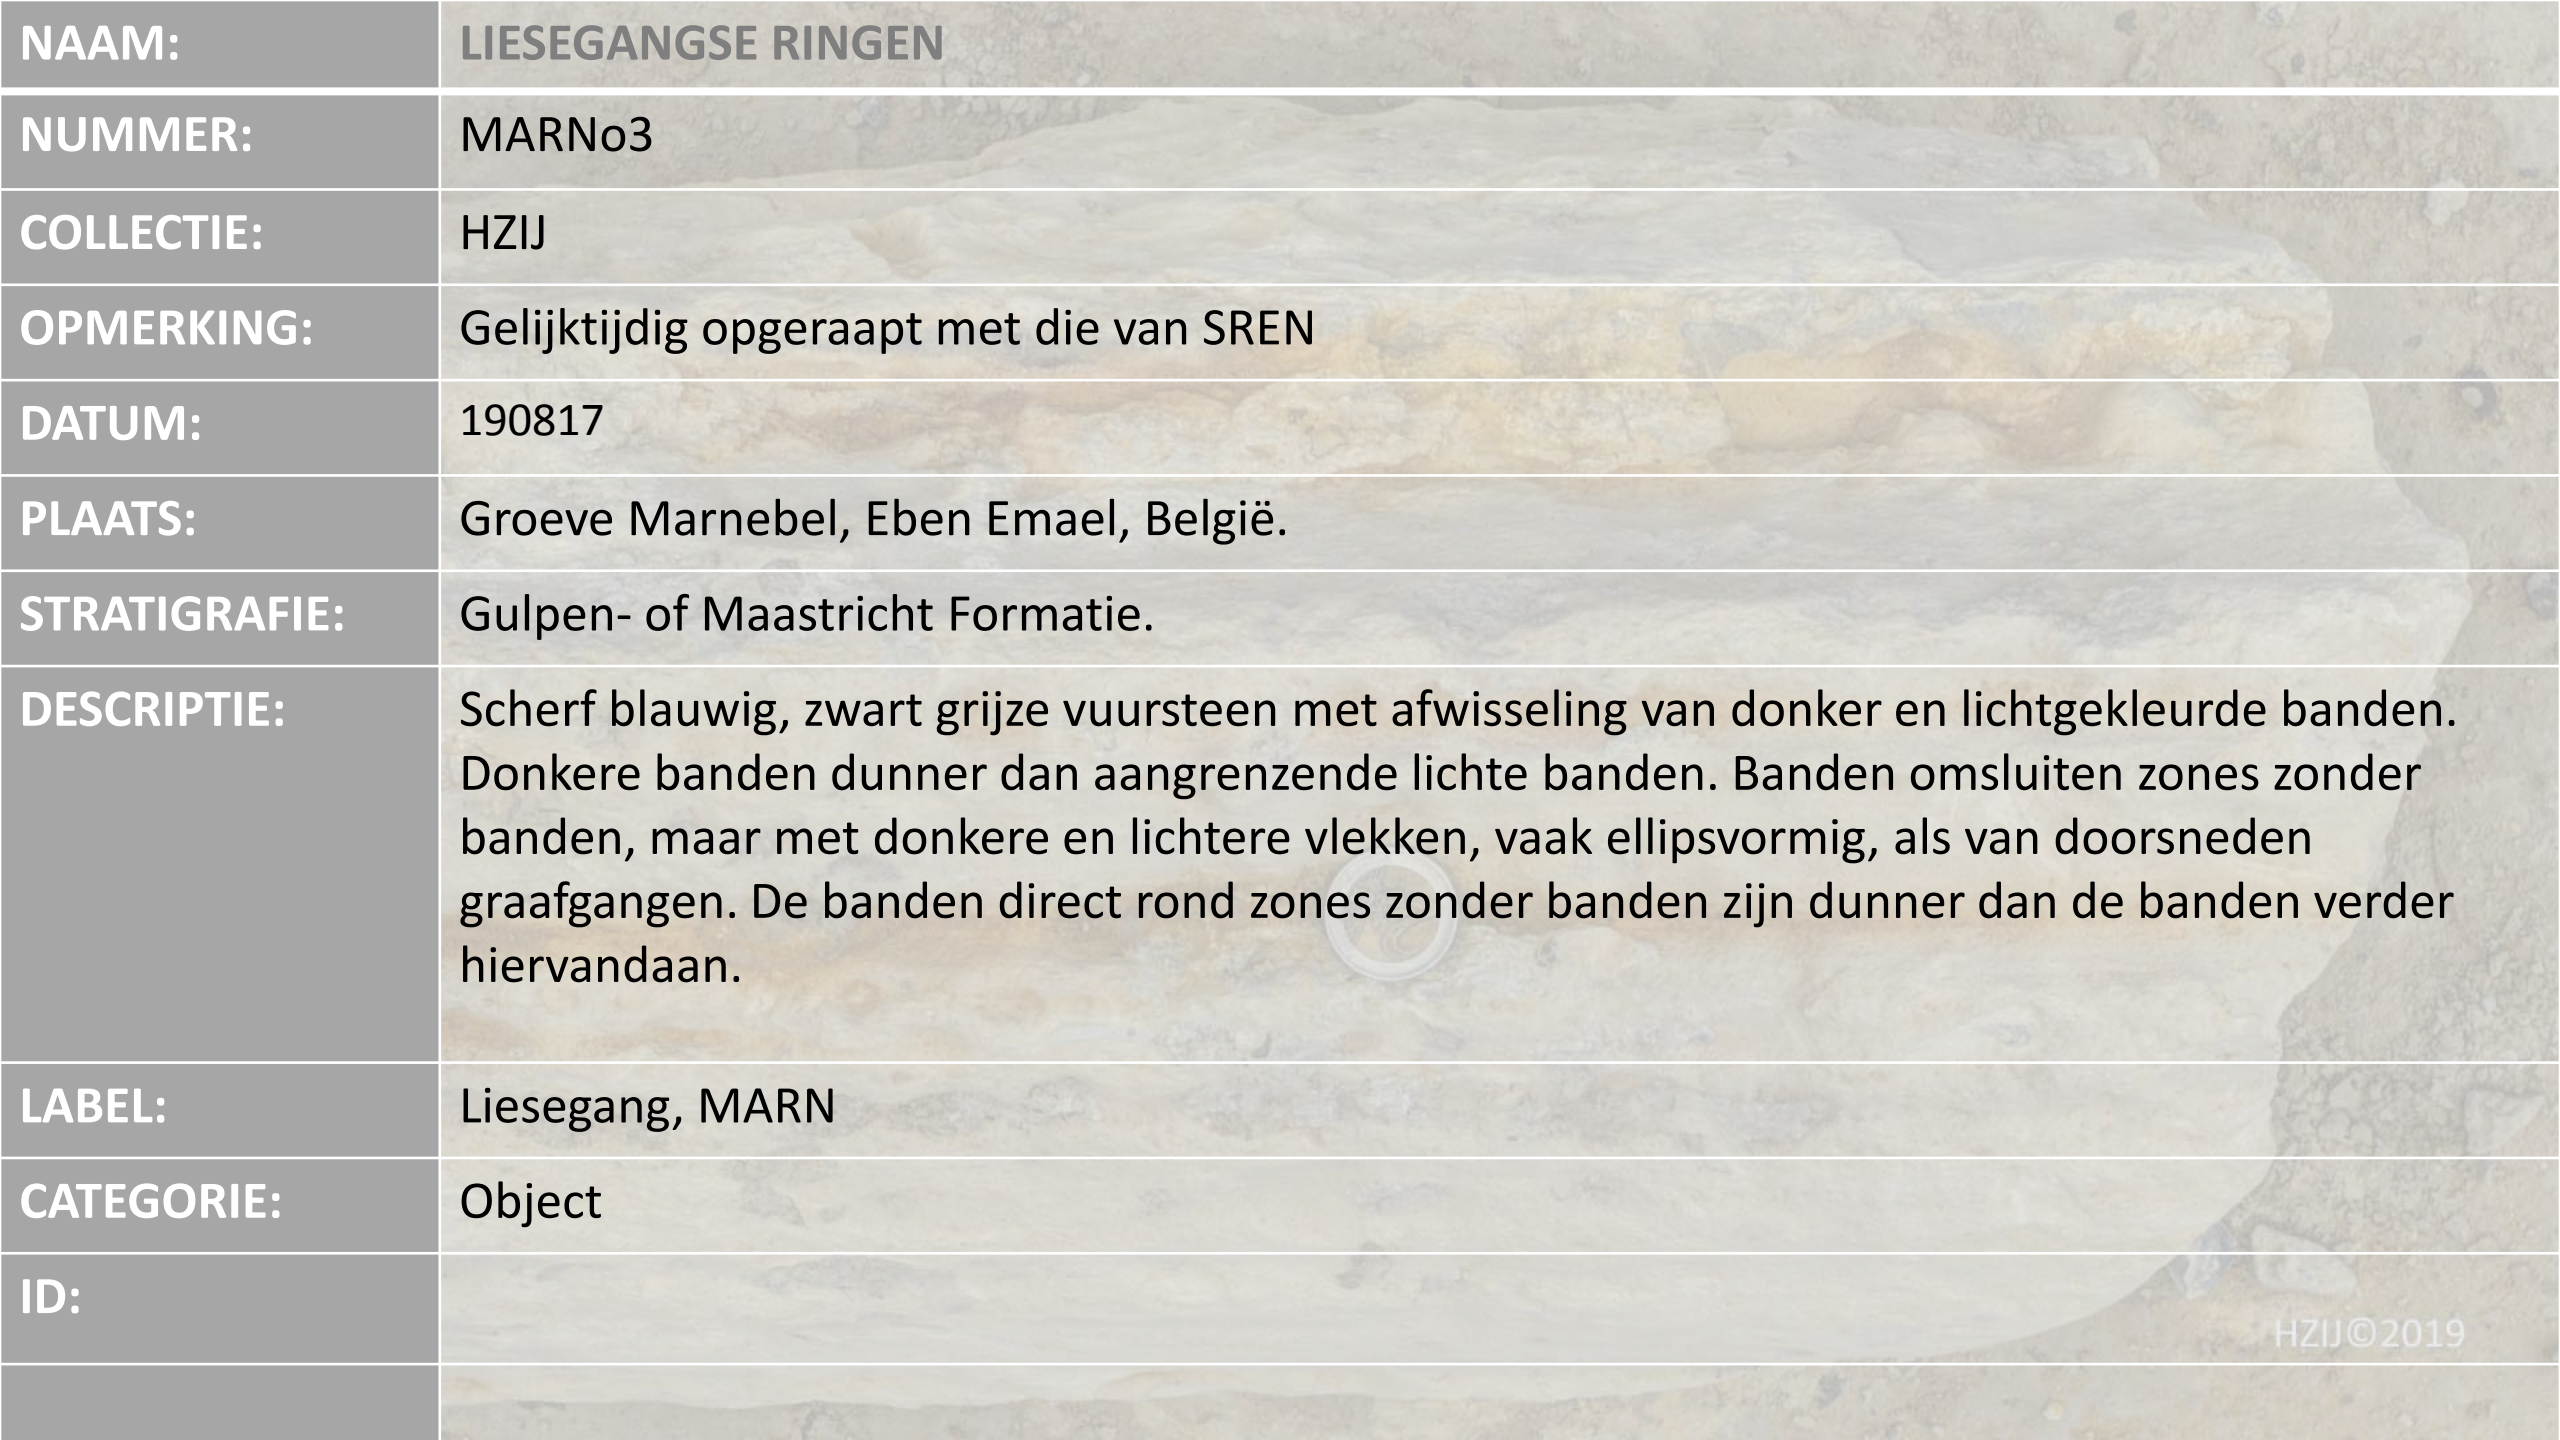 NAAM: LIESEGANGSE RINGEN
NUMMER: MARNo3
COLLECTIE: HZIJ
OPMERKING: Gelijktijdig opgeraapt met die van SREN
DATUM: 190817
PLAATS: Groeve Marnebel, Eben Emael, België.
STRATIGRAFIE: Gulpen- of Maastricht Formatie.
DESCRIPTIE: Scherf blauwig, zwart grijze vuursteen met afwisseling van donker en lichtgekleurde banden.
Donkere banden dunner dan aangrenzende lichte banden. Banden omsluiten zones zonder
banden, maar met donkere en lichtere vlekken, vaak ellipsvormig, als van doorsneden
graafgangen. De banden direct rond zones zonder banden zijn dunner dan de banden verder
hiervandaan.
LABEL: Liesegang, MARN
CATEGORIE: Object
ID:
HZIJ©2019